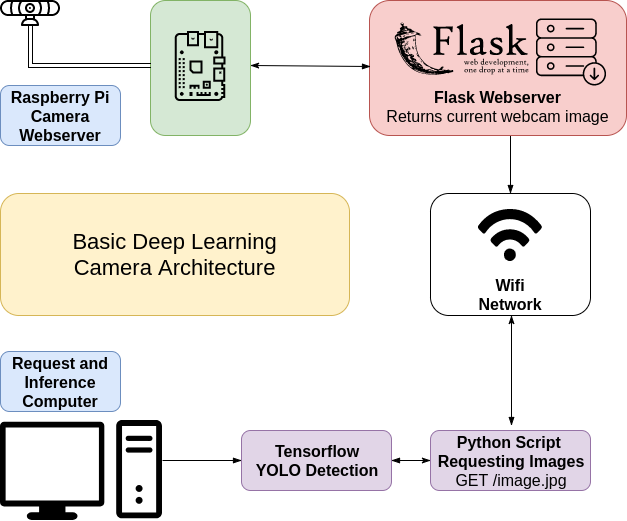 Flask
web development,
one drop at a time
Raspberry Pi
Camera
Webserver
Flask Webserver
Returns current webcam image
Basic Deep Learning
Camera Architecture
Wifi
Network
Request and
Inference
Computer
Tensorflow
YOLO Detection
Python Script
Requesting Images
GET /image.jpg